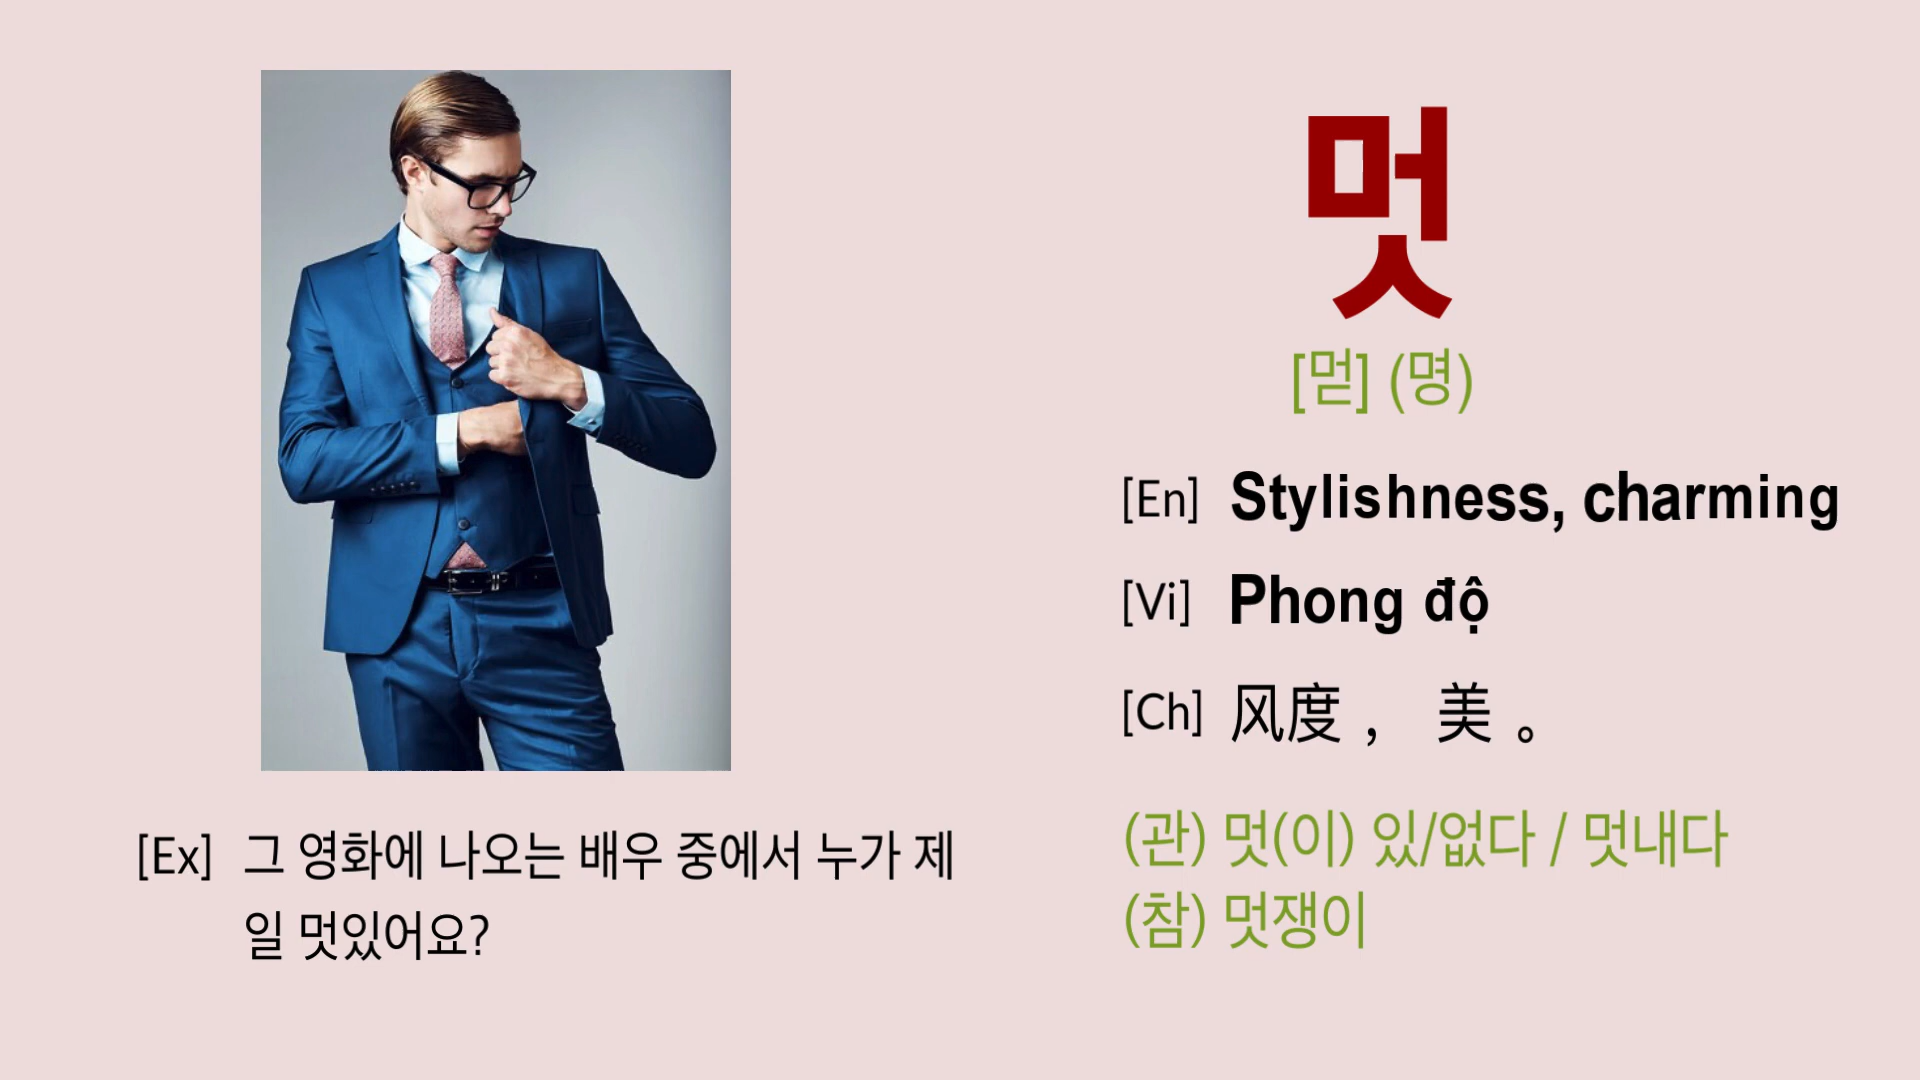 멋
[먿] (명)
[En] Stylishness, charming
[Vi] Phong độ
[Ch] 风度， 美 。
(관) 멋(이) 있/없다 / 멋내다
(참) 멋쟁이
[Ex] 그 영화에 나오는 배우 중에서 누가 제
일 멋있어요?